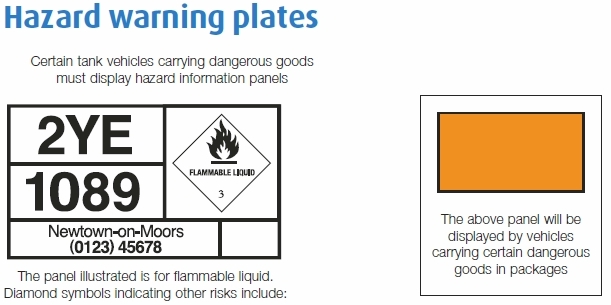 Hazard warning plates
Certain tank vehicles carrying dangerous goods
must display hazard information panels
2YE
1089
FLAMMABLE LIQUID
3
Newtown-on-Moors
(0123) 45678
The panel illustrated is for flammable liquid.
Diamond symbols indicating other risks include:
The above panel will be
displayed by vehicles
carrying certain dangerous
goods in packages